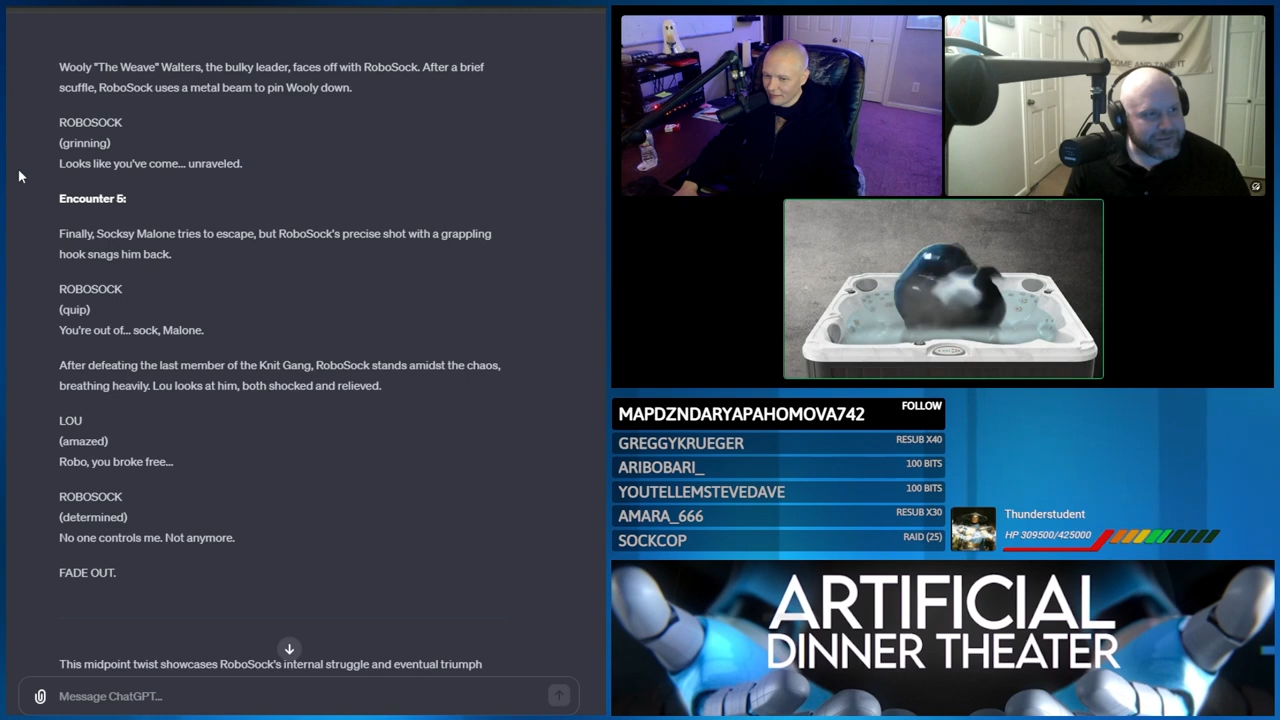 Wooly "The Weave" Walters, the bulky leader, faces off with RoboSock. After a brief
scuffle, RoboSock uses a metal beam to pin Wooly down.
ROBOSOCK
(grinning)
Looks like you've come... unraveled.
Encounter 5:
Finally, Socksy Malone tries to escape, but RoboSock's precise shot with a grappling
hook snags him back.
ROBOSOCK
(quip)
You're out of... sock, Malone.
After defeating the last member of the Knit Gang, RoboSock stands amidst the chaos,
breathing heavily. Lou looks at him, both shocked and relieved.
LOU
(amazed)
Robo, you broke free...
ROBOSOCK
(determined)
No one controls me. Not anymore.
FADE OUT.
This midpoint twist showcases RoboSock's internal struggle and eventual triumph
Message ChatGPT...
COME AND TAKE IT
MAPDZNDARYAPAHOMOVA742 FOLLOW
GREGGYKRUEGER RESUB X40
ARIBOBARI_ 100 BITS
YOUTELLEMSTEVEDAVE 100 BITS
AMARA_666 RESUB X30
SOCKCOP RAID (25)
Thunderstudent
HP 309500/425000
ARTIFICIAL
DINNER THEATER